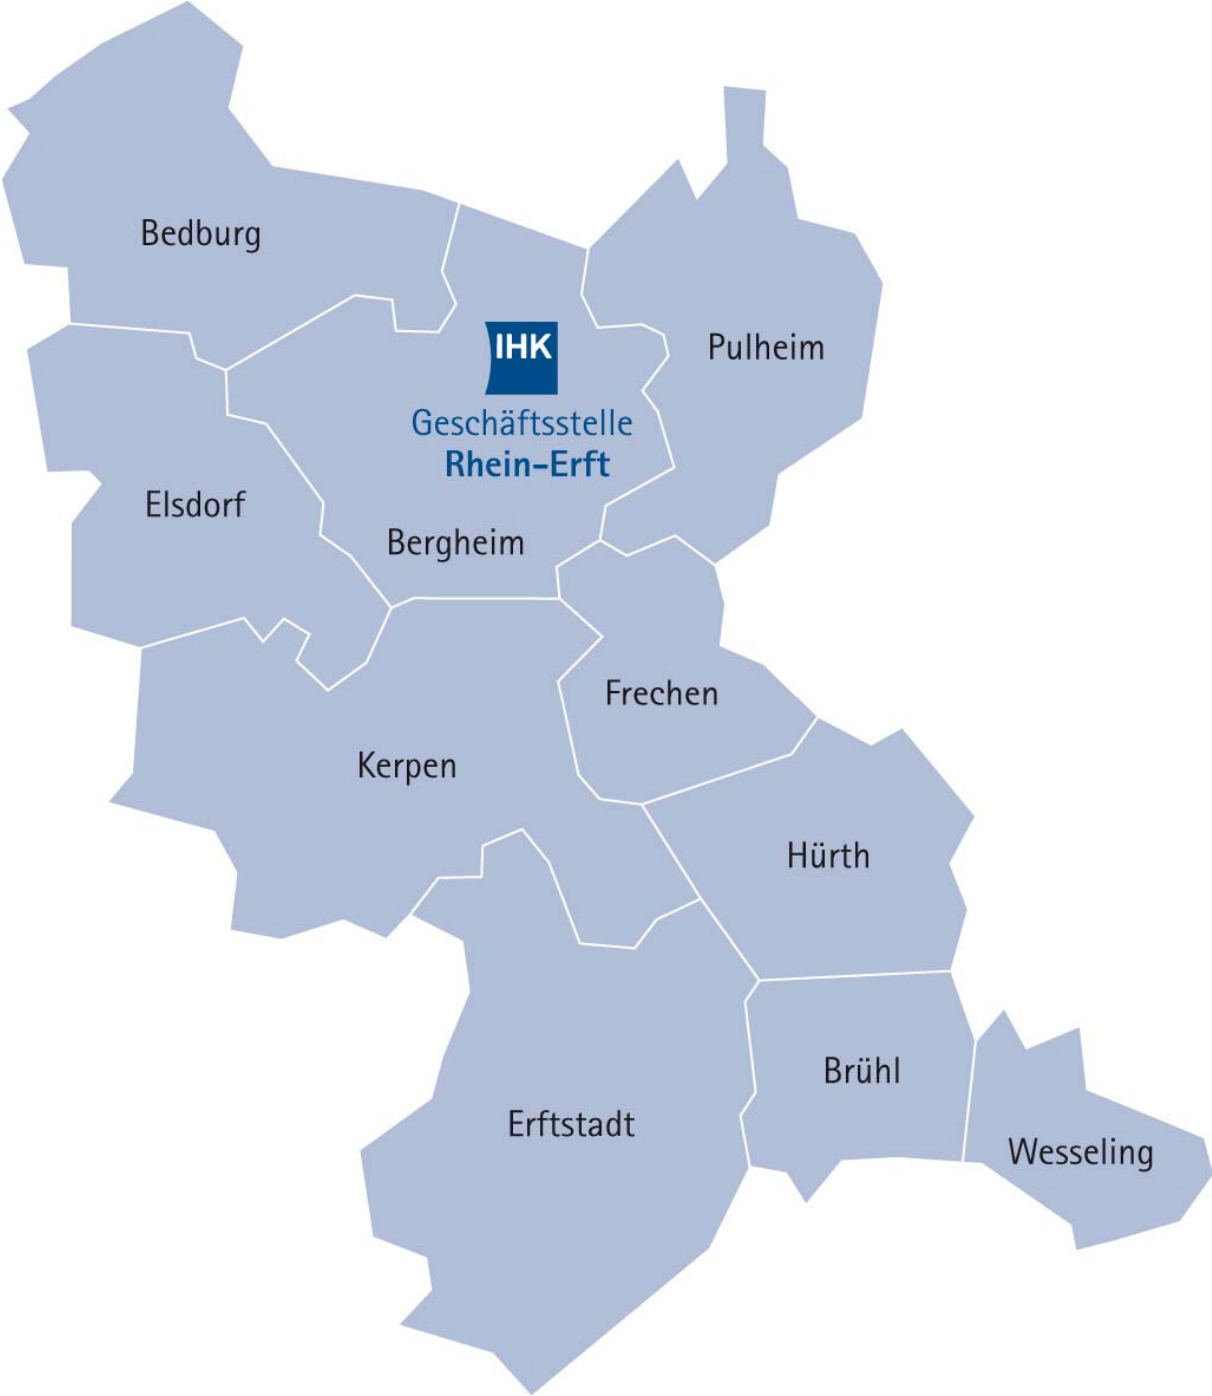 Bedburg
IHK
Pulheim
Geschäftsstelle
Rhein-Erft
Elsdorf
Bergheim
Frechen
Kerpen
Hürth
Brühl
Erftstadt
Wesseling